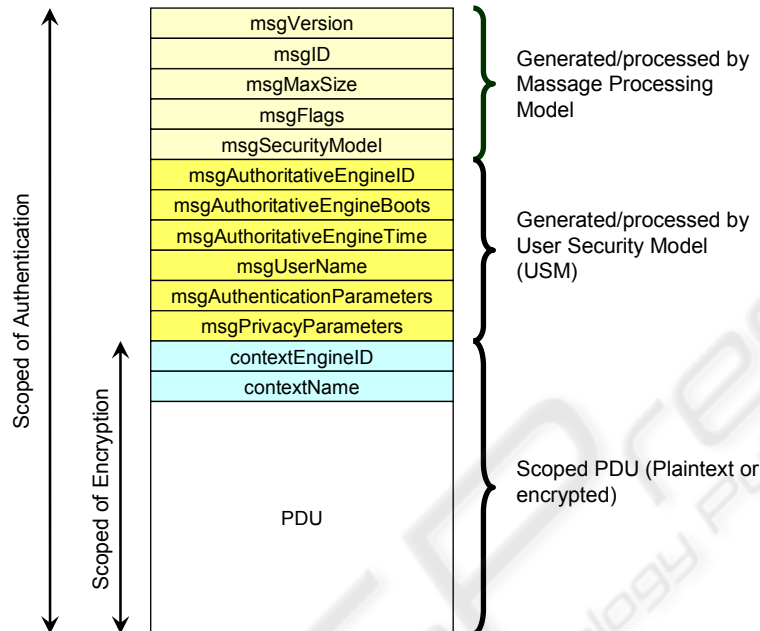 msgVersion
msgID
msgMaxSize
msgFlags
msgSecurityModel
msgAuthoritativeEngineID
msgAuthoritativeEngineBoots
msgAuthoritativeEngineTime
msgUserName
msgAuthenticationParameters
msgPrivacyParameters
contextEngineID
contextName
PDU
Generated/processed by
Massage Processing
Model
Generated/processed by
User Security Model
(USM)
Scoped PDU (Plaintext or
encrypted)
Scoped of Authentication
Scoped of Encryption